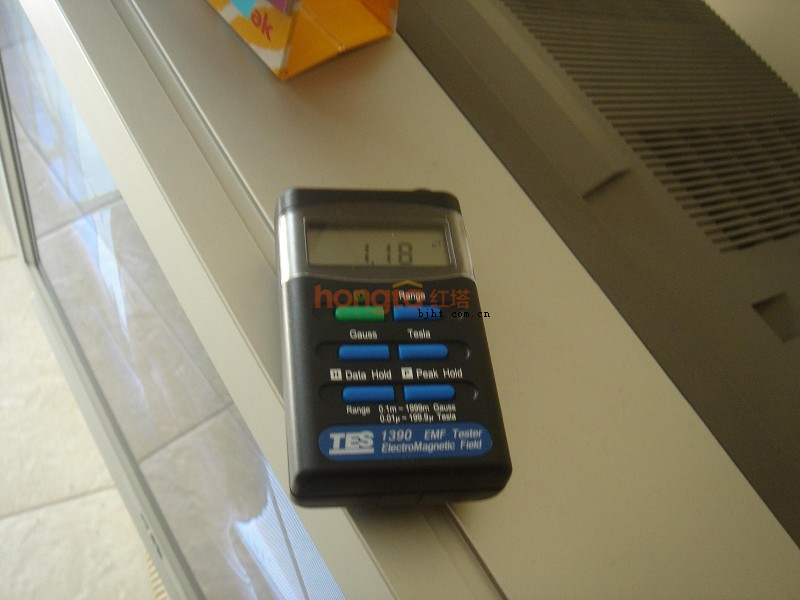 ak
1.18
hongta 红塔
Range
bjht.com.cn
Gauss Tesla
H Data Hold P Peak Hold
Range 0.1m ~ 1999m Gauss
0.01μ ~ 199.9μ Tesla
TES 1390 EMF Tester
ElectroMagnetic Field